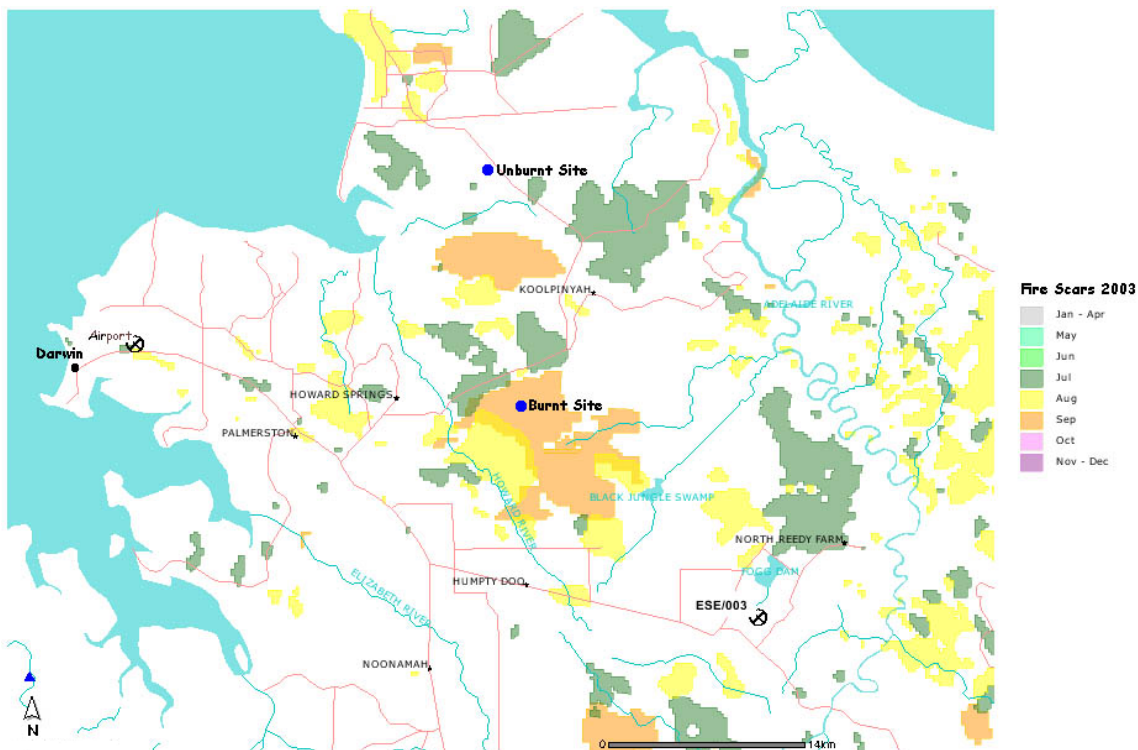 Unburnt Site
KOOLPINYAH
ADELAIDE RIVER
Fire Scars 2003
Jan - Apr
May
Jun
Jul
Aug
Sep
Oct
Nov - Dec
Airport
Darwin
HOWARD SPRINGS
Burnt Site
PALMERSTON
BLACK JUNGLE SWAMP
HOWARD RIVER
NORTH REEDY FARM
FOGG DAM
HUMPTY DOO
ELIZABETH RIVER
ESE/003
NOONAMAH
N
0 14km